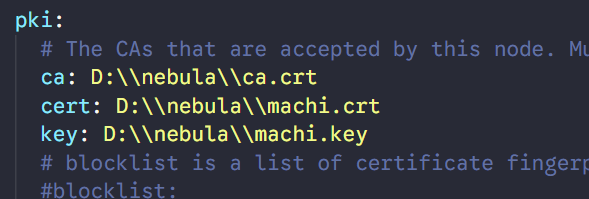 pki:
# The CAs that are accepted by this node. Mu
ca: D:\\nebula\\ca.crt
cert: D:\\nebula\\machi.crt
key: D:\\nebula\\machi.key
# blocklist is a list of certificate fingerp
#blocklist: